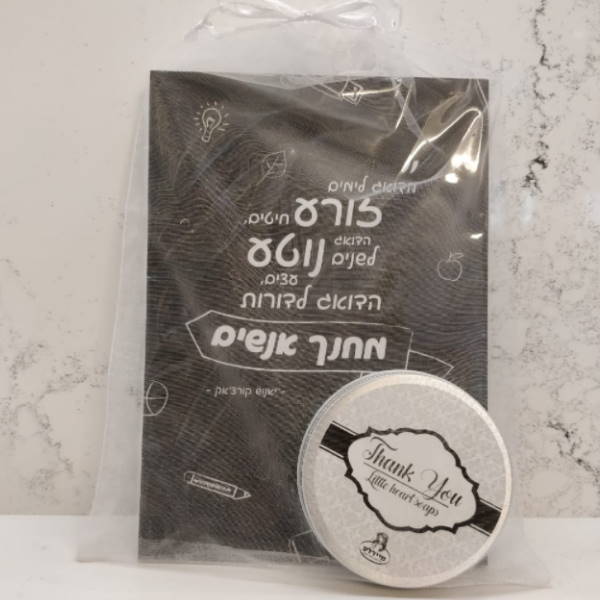 הדואג לימים
זורע חיטים,
הדואג
לשנים נוטע
עצים,
הדואג לדורות
מחנך אנשים
- יאנוש קורצ'אק -
Thank You
Little heart soaps